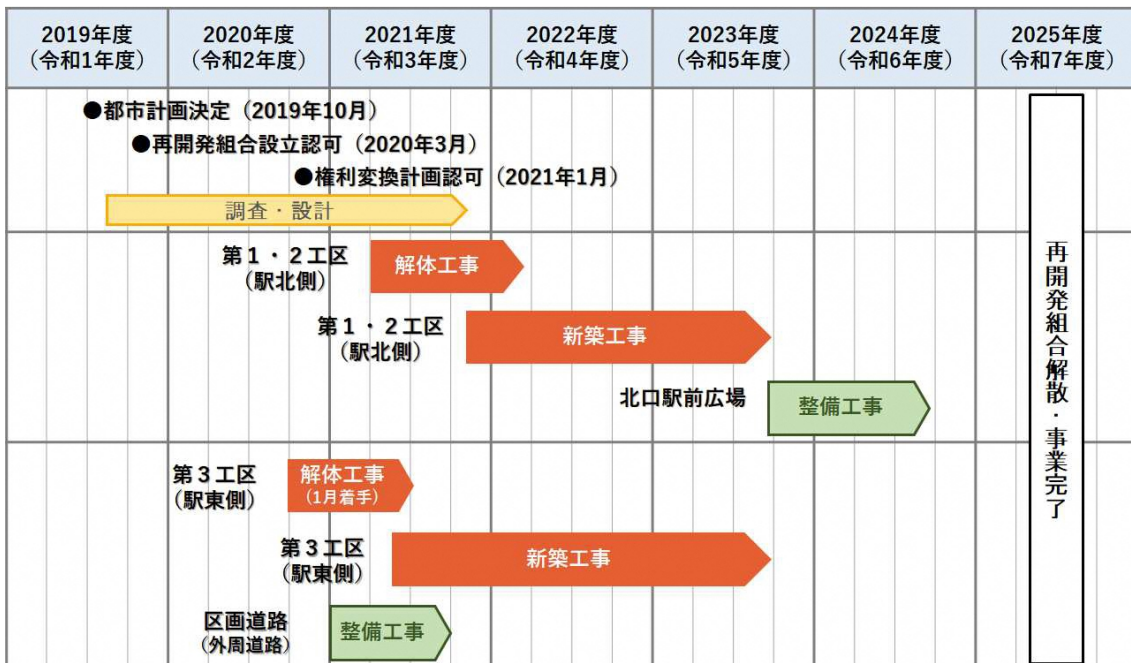 2019年度
（令和1年度）
2020年度
（令和2年度）
2021年度
（令和3年度）
2022年度
（令和4年度）
2023年度
（令和5年度）
2024年度
（令和6年度）
2025年度
（令和7年度）
●都市計画決定（2019年10月）
●再開発組合設立認可（2020年3月）
●権利変換計画認可（2021年1月）
調査・設計
第１・２工区
（駅北側）
解体工事
第１・２工区
（駅北側）
新築工事
北口駅前広場
整備工事
第３工区
（駅東側）
解体工事
（1月着手）
第３工区
（駅東側）
新築工事
区画道路
（外周道路）
整備工事
再開発組合解散・事業完了